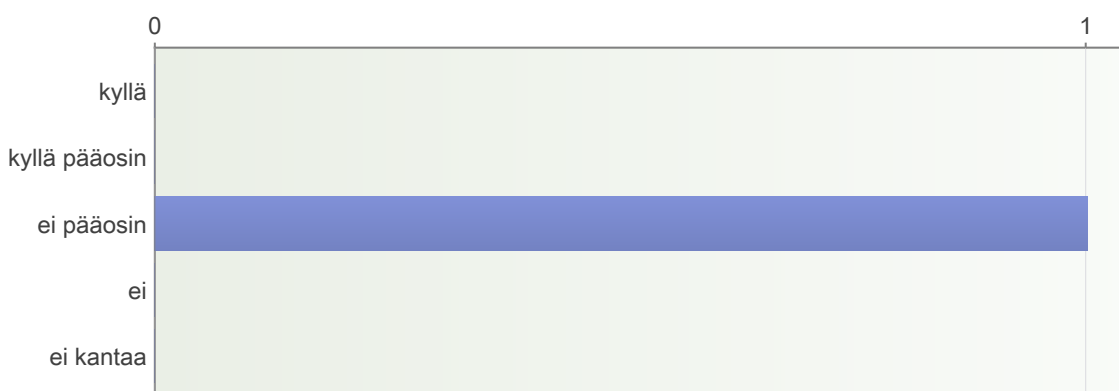 0 1
kyllä
kyllä pääosin
ei pääosin
ei
ei kantaa